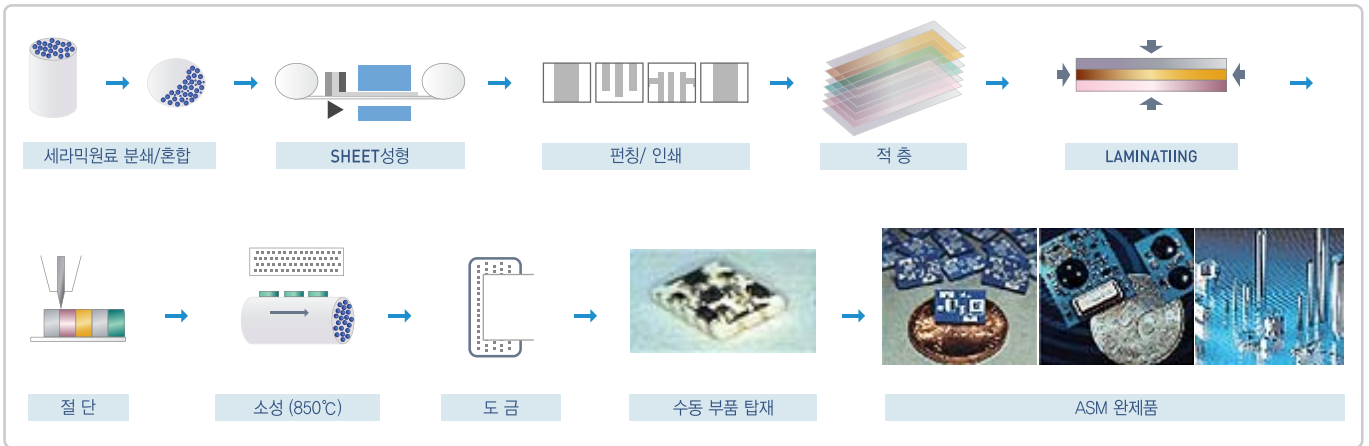 세라믹원료 분쇄/혼합
SHEET성형
펀칭/ 인쇄
적 층
LAMINATIING
절 단
소성 (850℃)
도 금
수동 부품 탑재
ASM 완제품